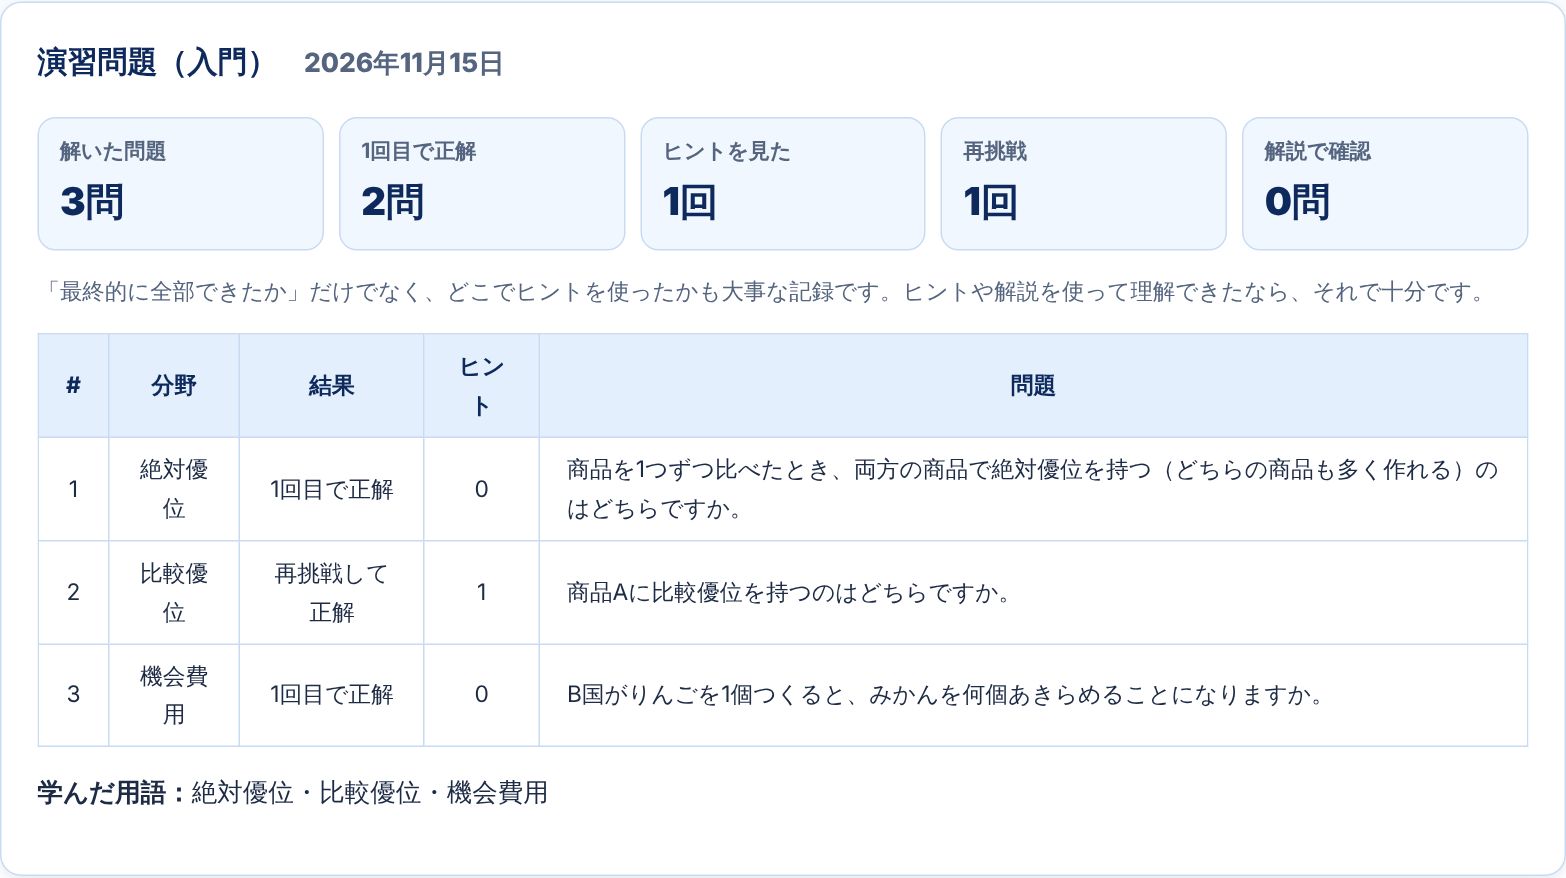 演習問題（入門） 2026年11月15日
解いた問題
3問
1回目で正解
2問
ヒントを見た
1回
再挑戦
1回
解説で確認
0問
「最終的に全部できたか」だけでなく、どこでヒントを使ったかも大事な記録です。ヒントや解説を使って理解できたなら、それで十分です。
# 分野 結果 ヒン
ト 問題
1 絶対優
位 1回目で正解 0 商品を1つずつ比べたとき、両方の商品で絶対優位を持つ（どちらの商品も多く作れる）の
はどちらですか。
2 比較優
位 再挑戦して
正解 1 商品Aに比較優位を持つのはどちらですか。
3 機会費
用 1回目で正解 0 B国がりんごを1個つくると、みかんを何個あきらめることになりますか。
学んだ用語：絶対優位・比較優位・機会費用